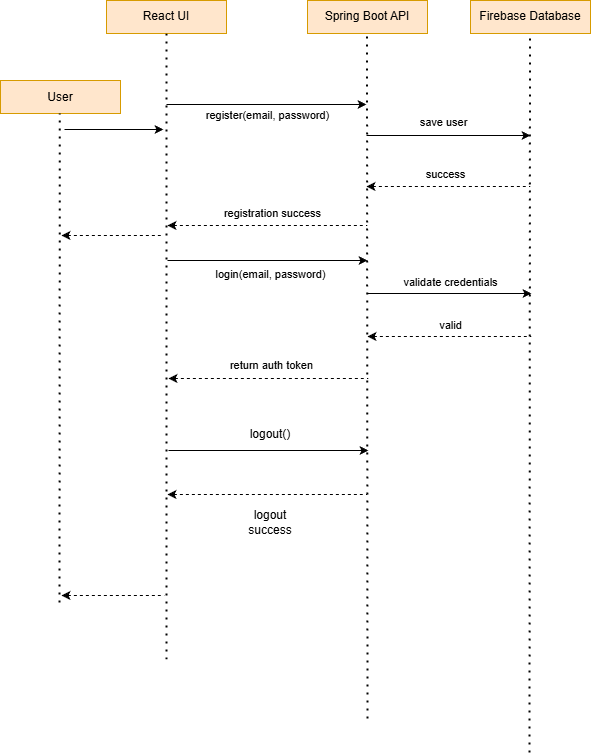 React UI
Spring Boot API
Firebase Database
User
register(email, password)
save user
success
registration success
login(email, password)
validate credentials
valid
return auth token
logout()
logout
success